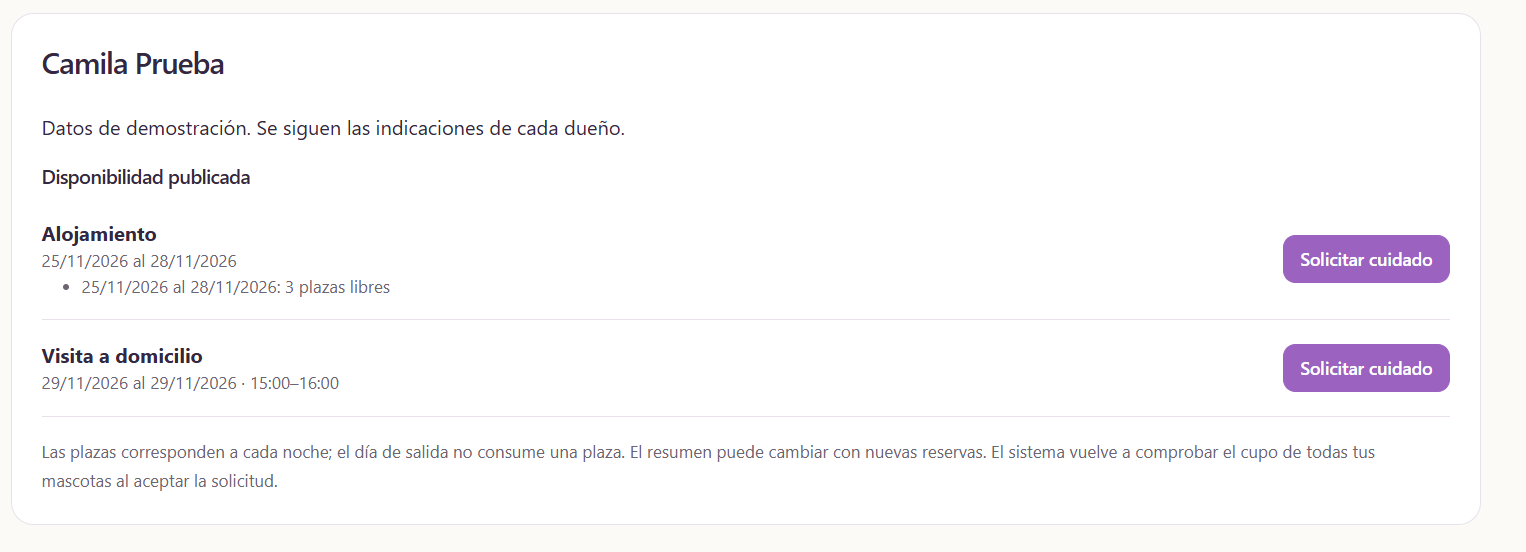 Camila Prueba
Datos de demostración. Se siguen las indicaciones de cada dueño.
Disponibilidad publicada
Alojamiento
25/11/2026 al 28/11/2026
• 25/11/2026 al 28/11/2026: 3 plazas libres
Solicitar cuidado
Visita a domicilio
29/11/2026 al 29/11/2026 · 15:00–16:00
Solicitar cuidado
Las plazas corresponden a cada noche; el día de salida no consume una plaza. El resumen puede cambiar con nuevas reservas. El sistema vuelve a comprobar el cupo de todas tus
mascotas al aceptar la solicitud.